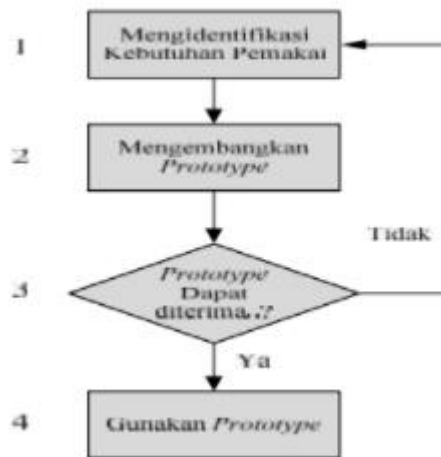 1
Mengidentifikasi
Kebutuhan Pemakai
2
Mengembangkan
Prototype
Tidak
3
Prototype
Dapat
diterima..?
Ya
4
Gunakan Prototype